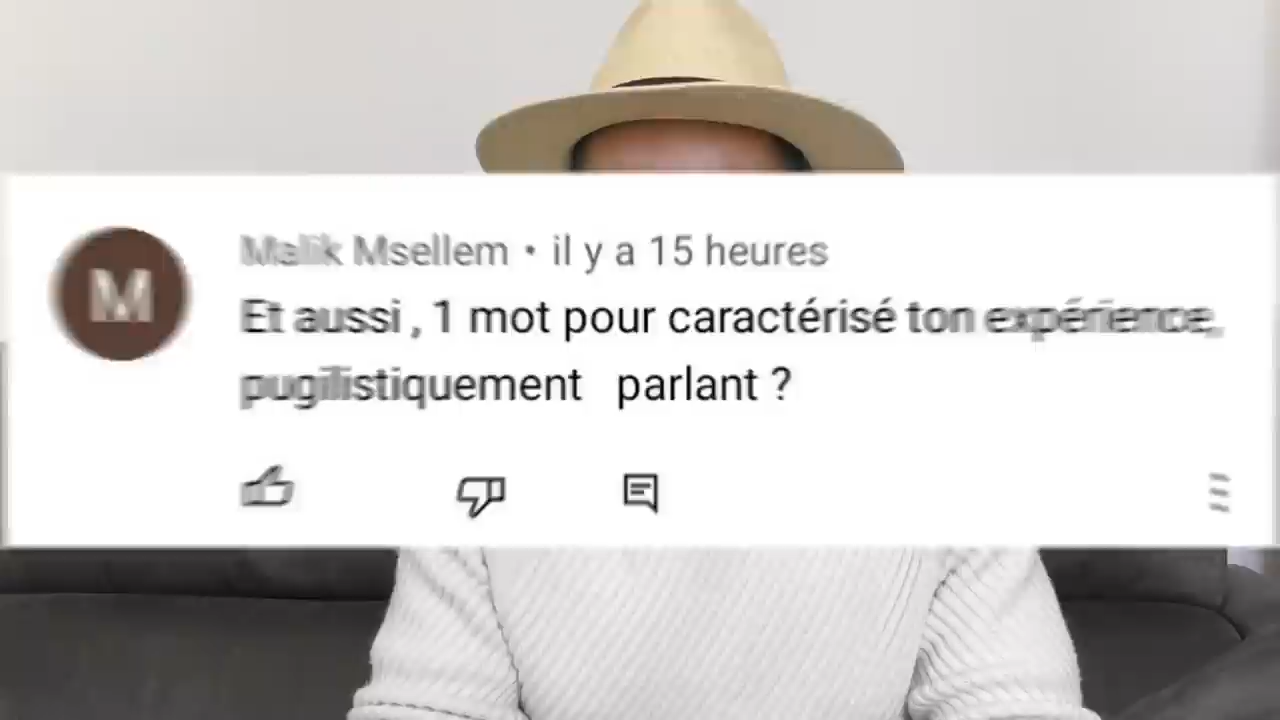 M
Malik Msellem • il y a 15 heures
Et aussi , 1 mot pour caractérisé ton expérience,
pugilistiquement parlant ?